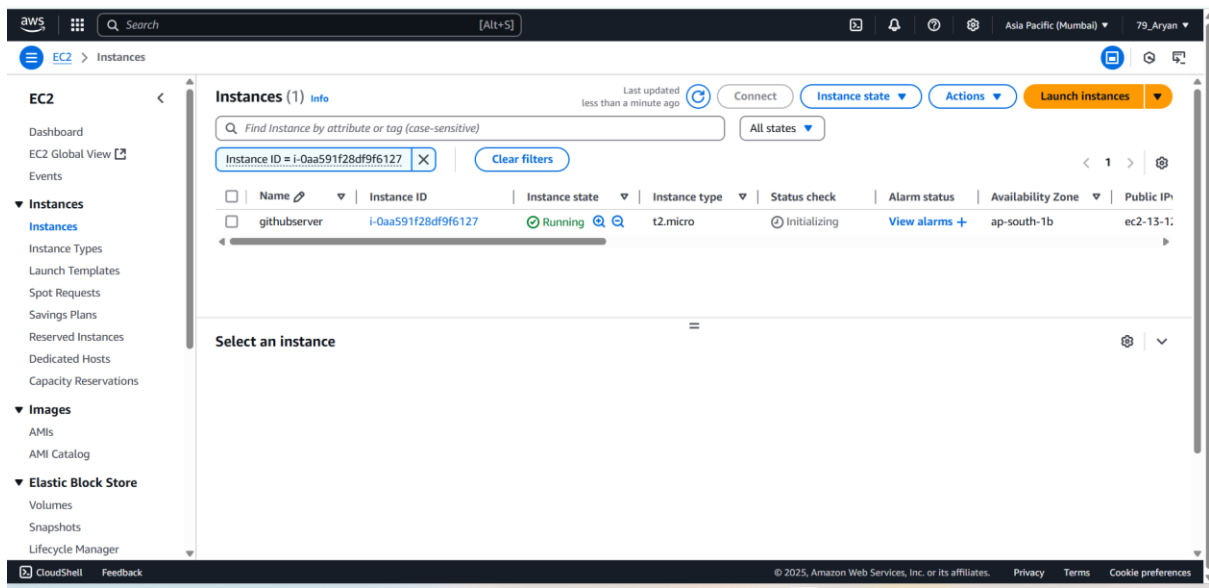 aws
Search [Alt+S]
Asia Pacific (Mumbai)
79_Aryan
EC2 > Instances
EC2
Dashboard
EC2 Global View
Events
Instances
Instances
Instance Types
Launch Templates
Spot Requests
Savings Plans
Reserved Instances
Dedicated Hosts
Capacity Reservations
Images
AMIs
AMI Catalog
Elastic Block Store
Volumes
Snapshots
Lifecycle Manager
Instances (1) Info
Last updated
less than a minute ago
Connect
Instance state
Actions
Launch instances
Find Instance by attribute or tag (case-sensitive)
All states
Instance ID = i-0aa591f28df9f6127
Clear filters
1
Name Instance ID Instance state Instance type Status check Alarm status Availability Zone Public IPv
githubserver i-0aa591f28df9f6127 Running t2.micro Initializing View alarms + ap-south-1b ec2-13-12
Select an instance
CloudShell Feedback
© 2025, Amazon Web Services, Inc. or its affiliates. Privacy Terms Cookie preferences